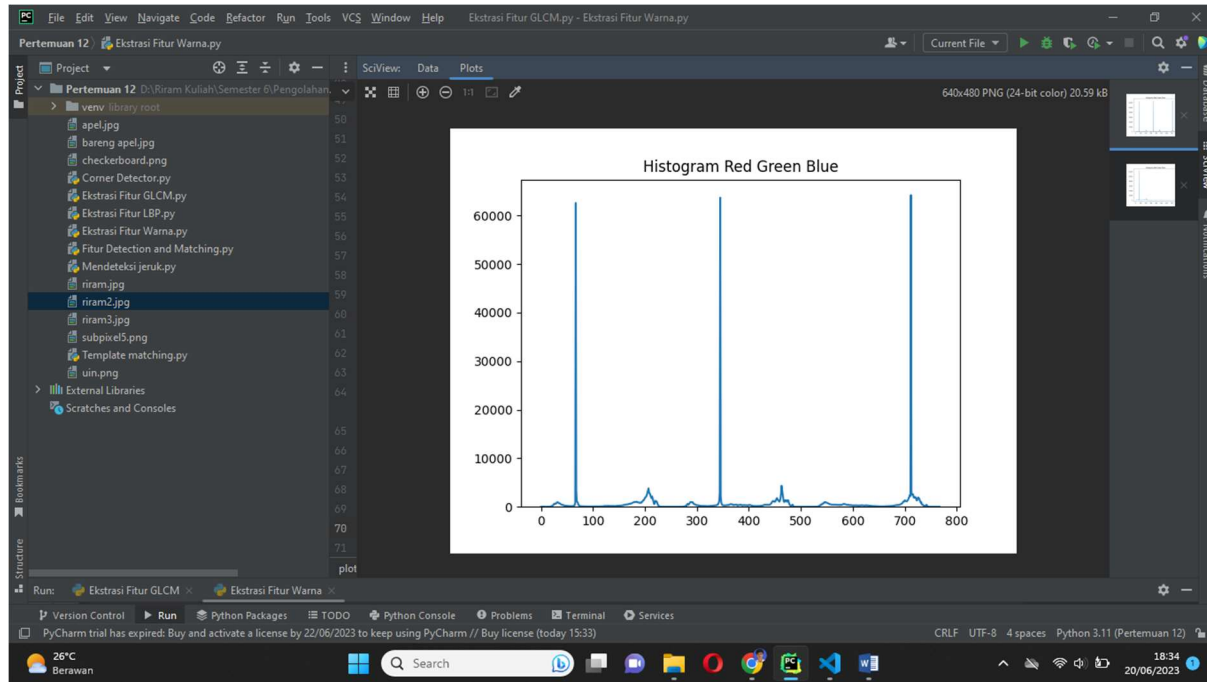 PC File Edit View Navigate Code Refactor Run Tools VCS Window Help Ekstrasi Fitur GLCM.py - Ekstrasi Fitur Warna.py
Pertemuan 12 Ekstrasi Fitur Warna.py Current File
Project SciView: Data Plots
Pertemuan 12 D:\Riram Kuliah\Semester 6\Pengolahan.
1:1 640x480 PNG (24-bit color) 20.59 kB
venv library root
apel.jpg
bareng apel.jpg
checkerboard.png
Corner Detector.py
Ekstrasi Fitur GLCM.py
Ekstrasi Fitur LBP.py
Ekstrasi Fitur Warna.py
Fitur Detection and Matching.py
Mendeteksi jeruk.py
riram.jpg
riram2.jpg
riram3.jpg
subpixel5.png
Template matching.py
uin.png
External Libraries
Scratches and Consoles
Project
Bookmarks
Structure
50
51
52
53
54
55
56
57
58
59
60
61
62
63
64
65
66
67
68
69
70
71
plot
Histogram Red Green Blue
60000
50000
40000
30000
20000
10000
0
0 100 200 300 400 500 600 700 800
SciView
Run: Ekstrasi Fitur GLCM Ekstrasi Fitur Warna
Version Control Run Python Packages TODO Python Console Problems Terminal Services
PyCharm trial has expired: Buy and activate a license by 22/06/2023 to keep using PyCharm // Buy license (today 15:33) CRLF UTF-8 4 spaces Python 3.11 (Pertemuan 12)
26°C
Berawan
Search
18:34
20/06/2023
1